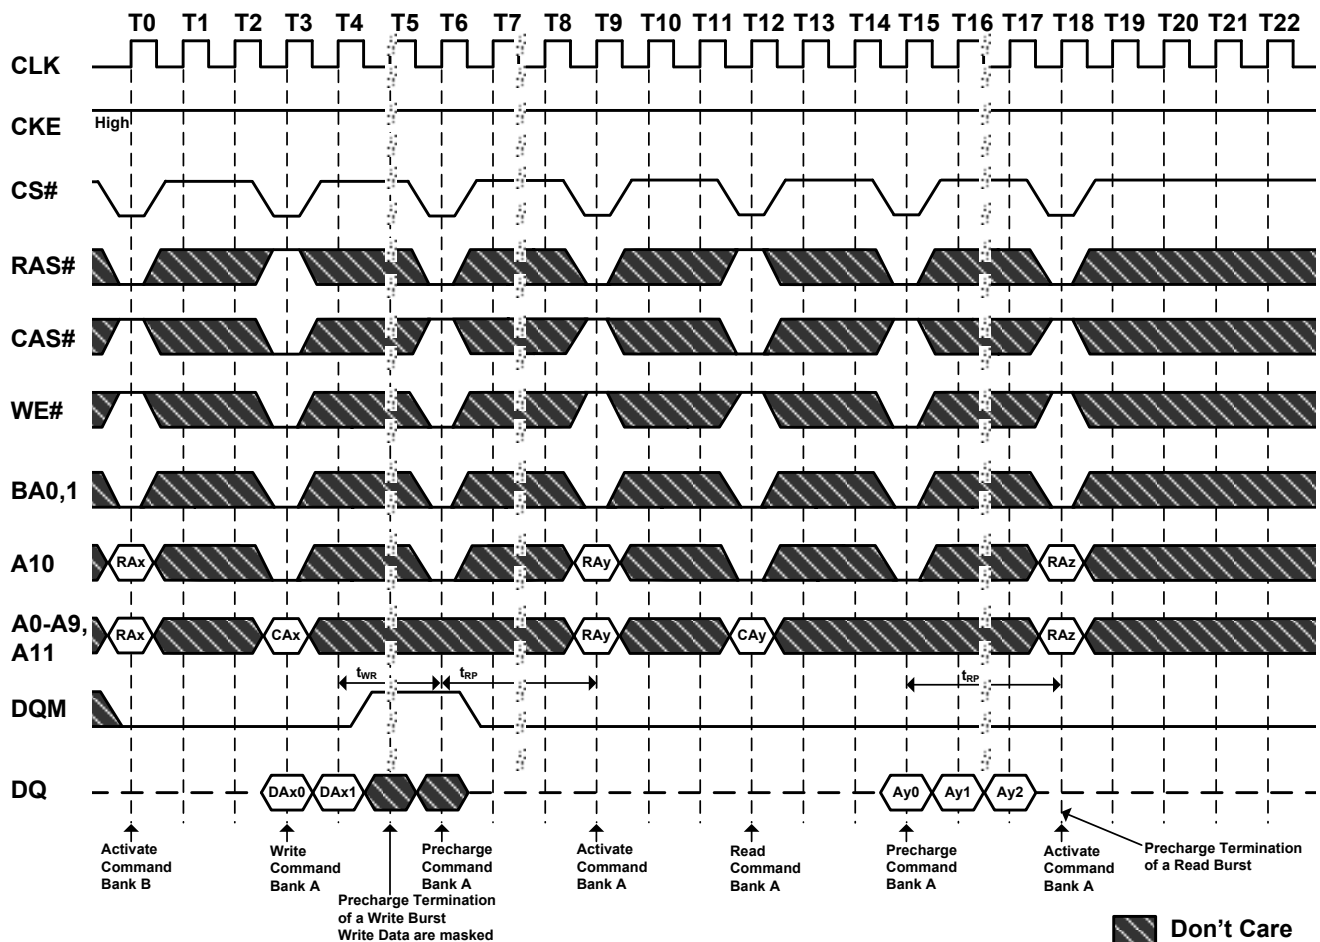 T0 T1 T2 T3 T4 T5 T6 T7 T8 T9 T10 T11 T12 T13 T14 T15 T16 T17 T18 T19 T20 T21 T22
CLK
CKE
High
CS#
RAS#
CAS#
WE#
BA0,1
A10
RAx RAy RAz
A0-A9,
A11
RAx CAx RAy CAy RAz
tWR tRP tRP
DQM
DQ
DAx0 DAx1 Ay0 Ay1 Ay2
Activate
Command
Bank B
Write
Command
Bank A
Precharge Termination
of a Write Burst
Write Data are masked
Precharge
Command
Bank A
Activate
Command
Bank A
Read
Command
Bank A
Precharge
Command
Bank A
Activate
Command
Bank A
Precharge Termination
of a Read Burst
Don't Care